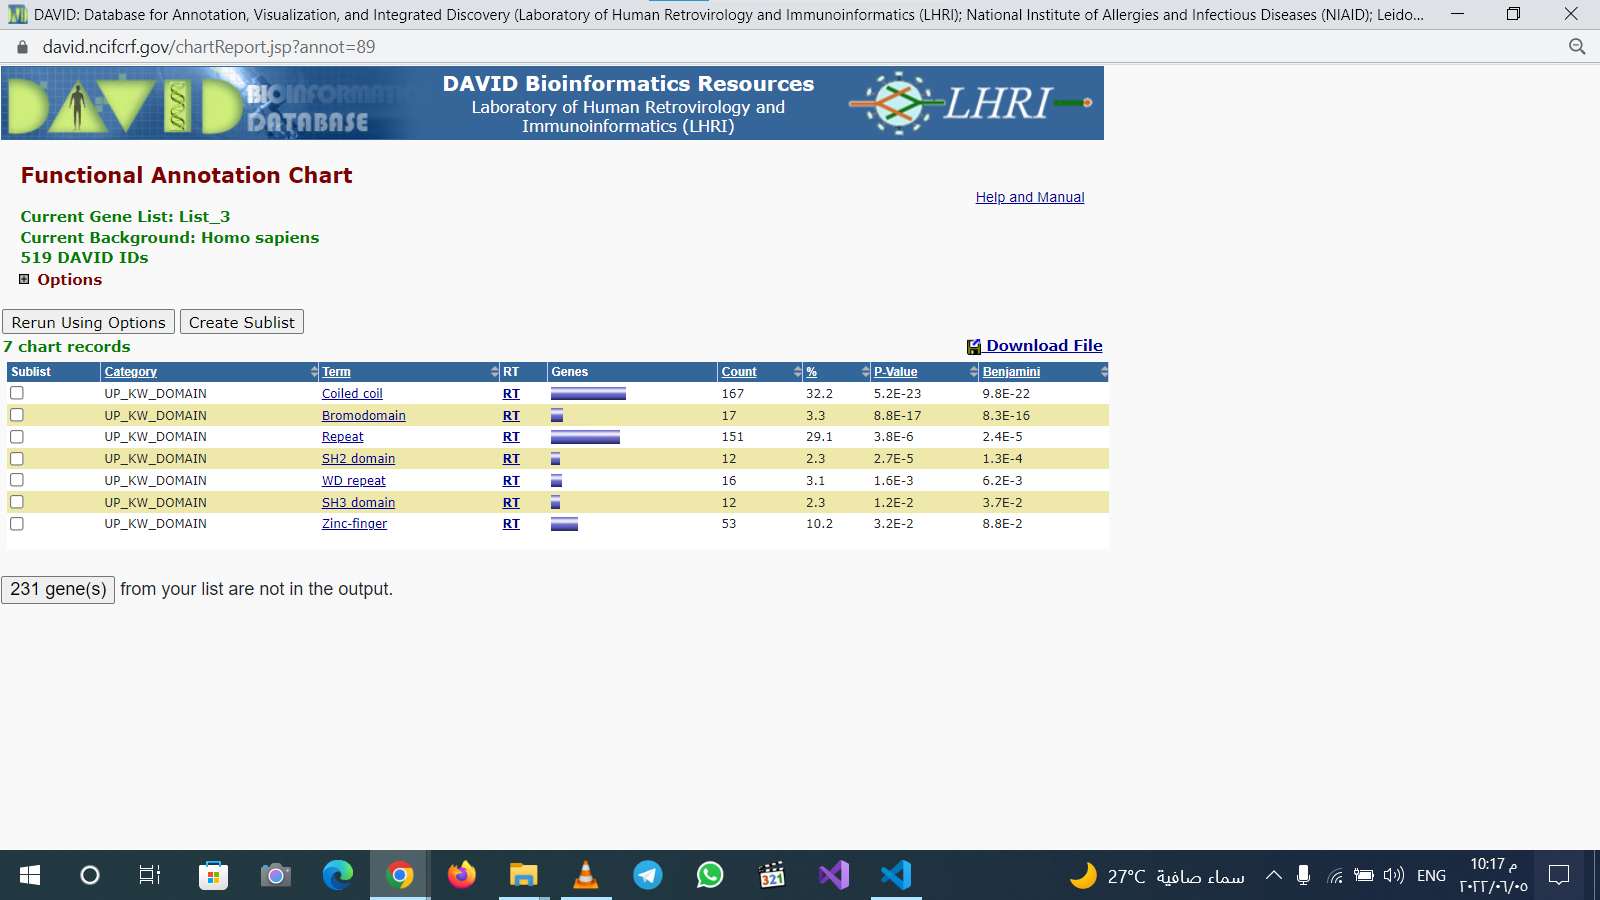 DAVID: Database for Annotation, Visualization, and Integrated Discovery (Laboratory of Human Retrovirology and Immunoinformatics (LHRI); National Institute of Allergies and Infectious Diseases (NIAID); Leido...
david.ncifcrf.gov/chartReport.jsp?annot=89
DAVID BIOINFORMATICS DATABASE
DAVID Bioinformatics Resources
Laboratory of Human Retrovirology and
Immunoinformatics (LHRI)
LHRI
Functional Annotation Chart
Help and Manual
Current Gene List: List_3
Current Background: Homo sapiens
519 DAVID IDs
Options
Rerun Using Options Create Sublist
7 chart records Download File
Sublist Category Term RT Genes Count % P-Value Benjamini
UP_KW_DOMAIN Coiled coil RT 167 32.2 5.2E-23 9.8E-22
UP_KW_DOMAIN Bromodomain RT 17 3.3 8.8E-17 8.3E-16
UP_KW_DOMAIN Repeat RT 151 29.1 3.8E-6 2.4E-5
UP_KW_DOMAIN SH2 domain RT 12 2.3 2.7E-5 1.3E-4
UP_KW_DOMAIN WD repeat RT 16 3.1 1.6E-3 6.2E-3
UP_KW_DOMAIN SH3 domain RT 12 2.3 1.2E-2 3.7E-2
UP_KW_DOMAIN Zinc-finger RT 53 10.2 3.2E-2 8.8E-2
231 gene(s) from your list are not in the output.
321
27°C سماء صافية ENG
10:17 م
٢٠٢٢/٠٦/٠٥